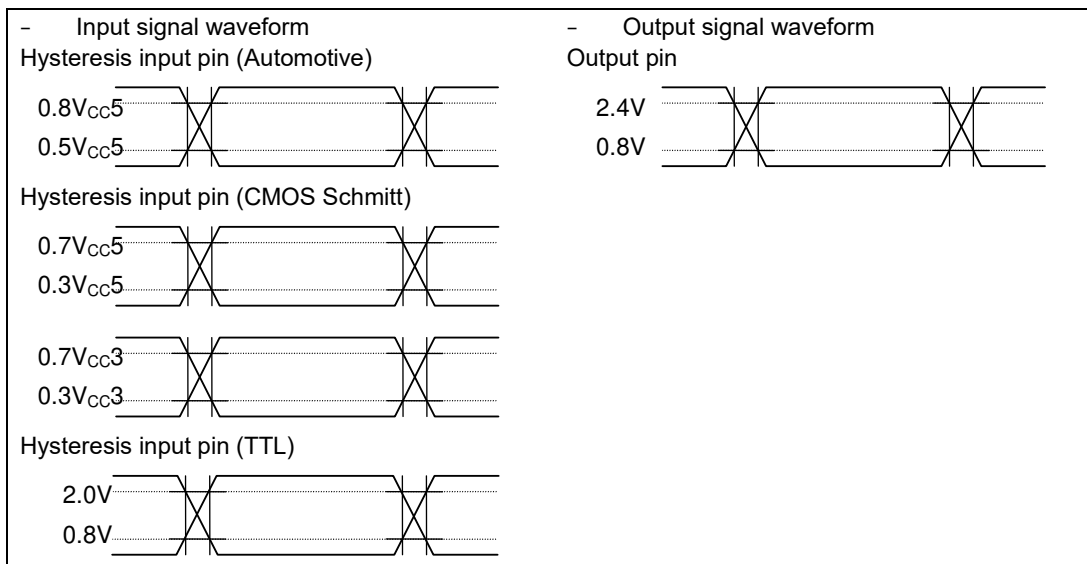 – Input signal waveform
Hysteresis input pin (Automotive)
0.8VCC5
0.5VCC5
Hysteresis input pin (CMOS Schmitt)
0.7VCC5
0.3VCC5
0.7VCC3
0.3VCC3
Hysteresis input pin (TTL)
2.0V
0.8V
– Output signal waveform
Output pin
2.4V
0.8V